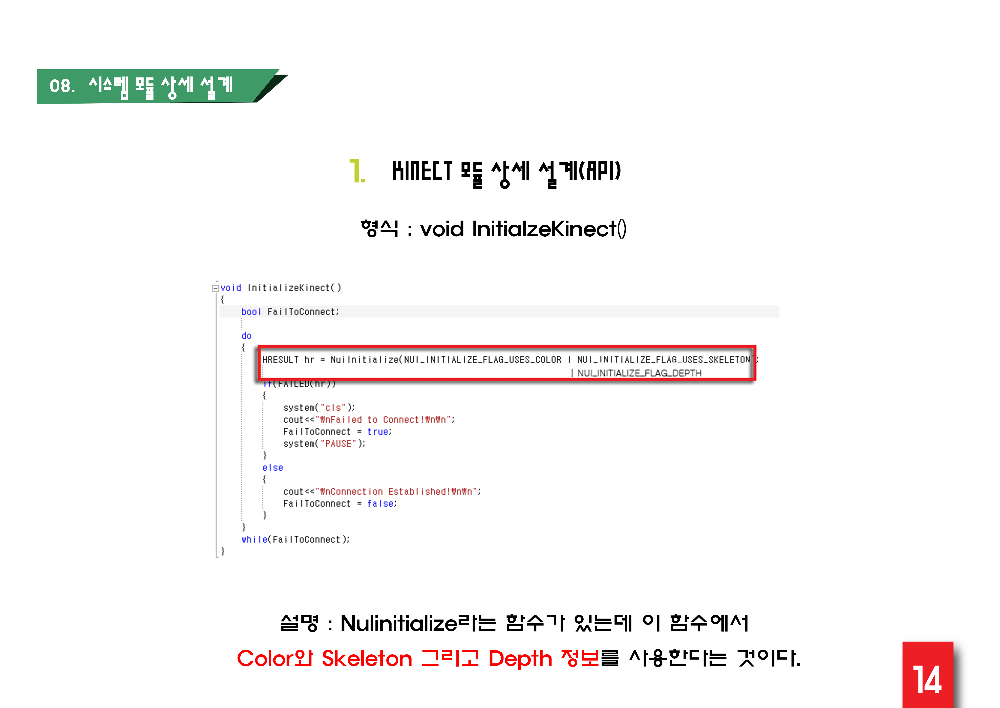 08. 시스템 모듈 상세 설계
1. KINECT 모듈 상세 설계(API)
형식 : void InitialzeKinect()
void InitializeKinect()
{
bool FailToConnect;
do
{
HRESULT hr = NuiInitialize(NUI_INITIALIZE_FLAG_USES_COLOR | NUI_INITIALIZE_FLAG_USES_SKELETON);
| NUI_INITIALIZE_FLAG_DEPTH
if(FAILED(hr))
{
system("cls");
cout<<"₩nFailed to Connect!₩n₩n";
FailToConnect = true;
system("PAUSE");
}
else
{
cout<<"₩nConnection Established!₩n₩n";
FailToConnect = false;
}
}
while(FailToConnect);
}
설명 : NuIinitialize라는 함수가 있는데 이 함수에서
Color와 Skeleton 그리고 Depth 정보를 사용한다는 것이다.
14